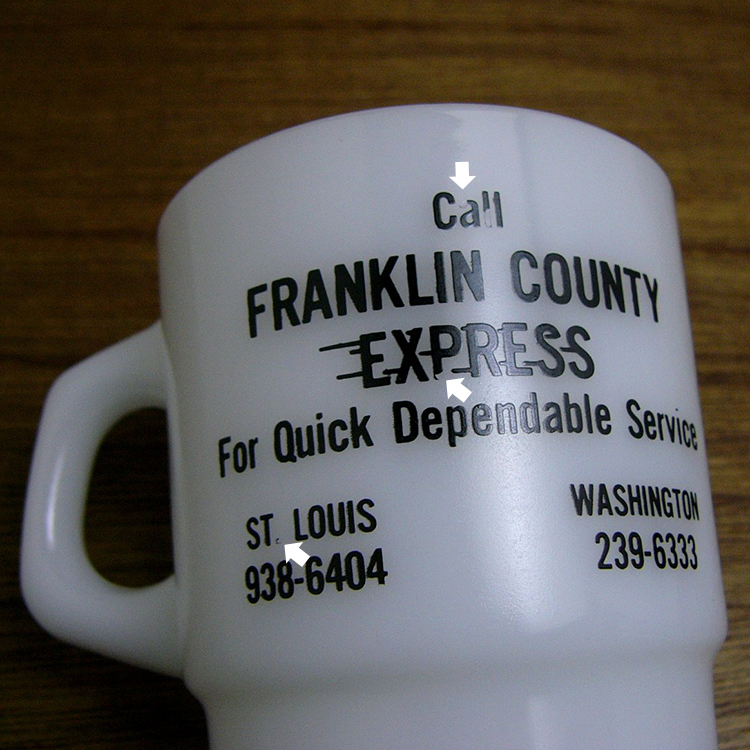 Call
FRANKLIN COUNTY
EXPRESS
For Quick Dependable Service
ST. LOUIS
938-6404
WASHINGTON
239-6333